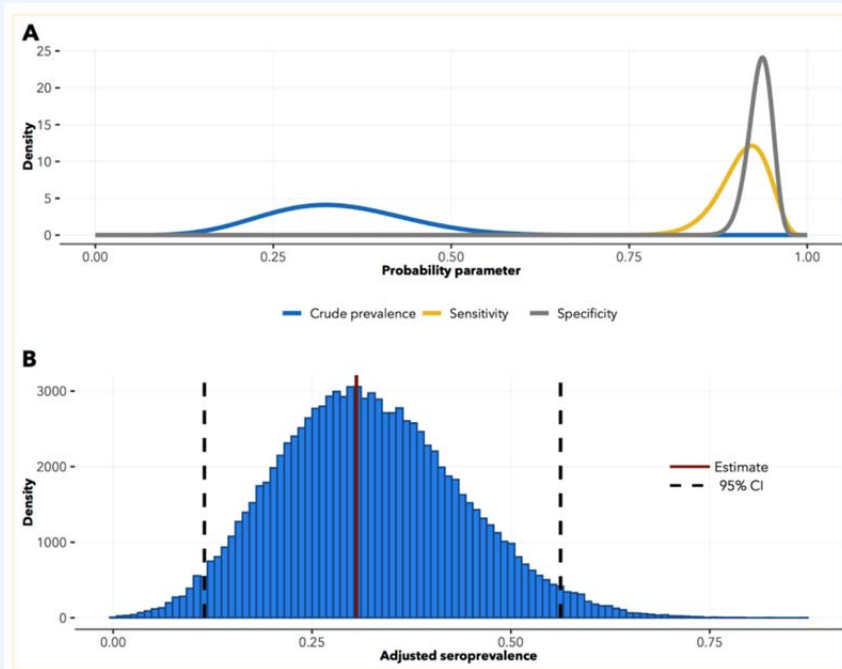 A
25
20
15
10
5
0
Density
0.00 0.25 0.50 0.75 1.00
Probability parameter
Crude prevalence Sensitivity Specificity
B
3000
2000
1000
0
Density
Estimate
95% CI
0.00 0.25 0.50 0.75
Adjusted seroprevalence